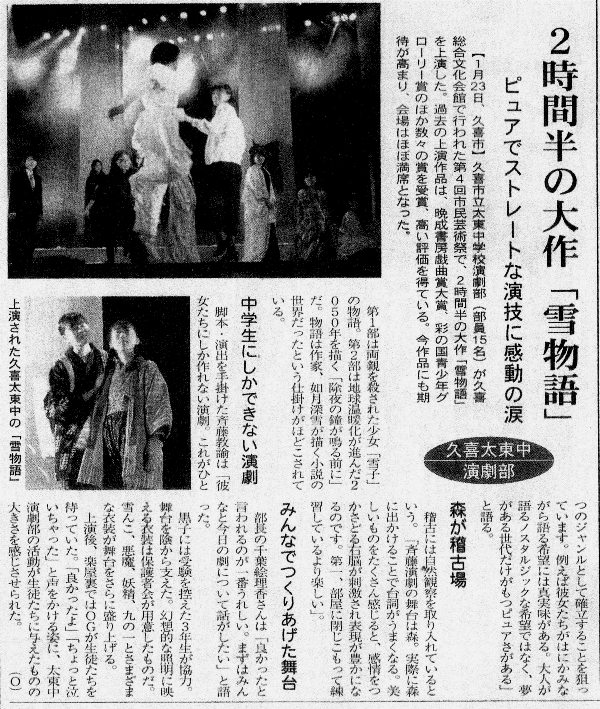 2時間半の大作「雪物語」
ピュアでストレートな演技に感動の涙
久喜太東中
演劇部
【1月23日、久喜市】久喜市立太東中学校演劇部（部員15名）が久喜
総合文化会館で行われた第4回市民芸術祭で、2時間半の大作「雪物語」
を上演した。過去の上演作品は、晩成書房戯曲賞大賞、彩の国青少年グ
ローリー賞のほか数々の賞を受賞、高い評価を得ている。今作品にも期
待が高まり、会場はほぼ満席となった。
第1部は両親を殺された少女「雪子」
の物語。第2部は地球温暖化が進んだ2
050年を描く「除夜の鐘が鳴る前に」
だ。物語は作家、如月深雪が描く小説の
世界だったという仕掛けがほどこされて
いる。
中学生にしかできない演劇
脚本・演出を手掛けた斉藤教諭は「彼
女たちにしか作れない演劇　これがひと
つのジャンルとして確立することを狙っ
ています。例えば彼女たちがはにかみな
がら語る希望には真実味がある。大人が
語るノスタルジックな希望ではなく、夢
がある世代だけがもつピュアさがある」
と語る。
森が稽古場
稽古には自然観察を取り入れていると
いう。「斉藤演劇の舞台は森。実際に森
に出かけることで台詞がうまくなる。美
しいものをたくさん感じると、感情をつ
かさどる右脳が刺激され表現が豊かにな
るのです。第一、部屋に閉じこもって練
習しているより楽しい」
みんなでつくりあげた舞台
部長の千葉絵理香さんは「良かったと
言われるのが一番うれしい。まずはみん
なと今日の劇について話がしたい」と語
った。
黒子には受験を控えた3年生が協力。
舞台を陰から支えた。幻想的な照明に映
える衣装は保護者会が用意したものだ。
雪んこ、悪魔、妖精、九の一とさまざま
な衣装が舞台をさらに盛り上げる。
上演後、楽屋裏ではOGが生徒たちを
待っていた。「良かったよ」「ちょっと泣
いちゃった」と声をかける姿に、太東中
演劇部の活動が生徒たちに与えたものの
大きさを感じさせられた。（O）
上演された久喜太東中の「雪物語」